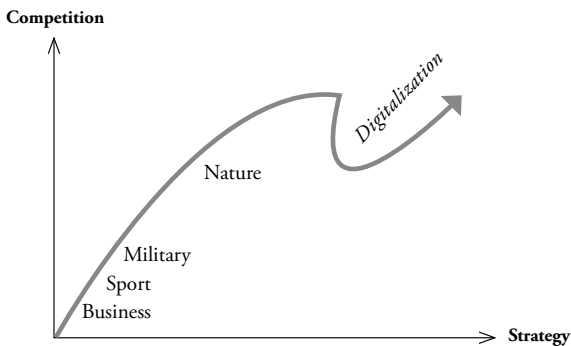 Competition
Digitalization
Nature
Military
Sport
Business
Strategy